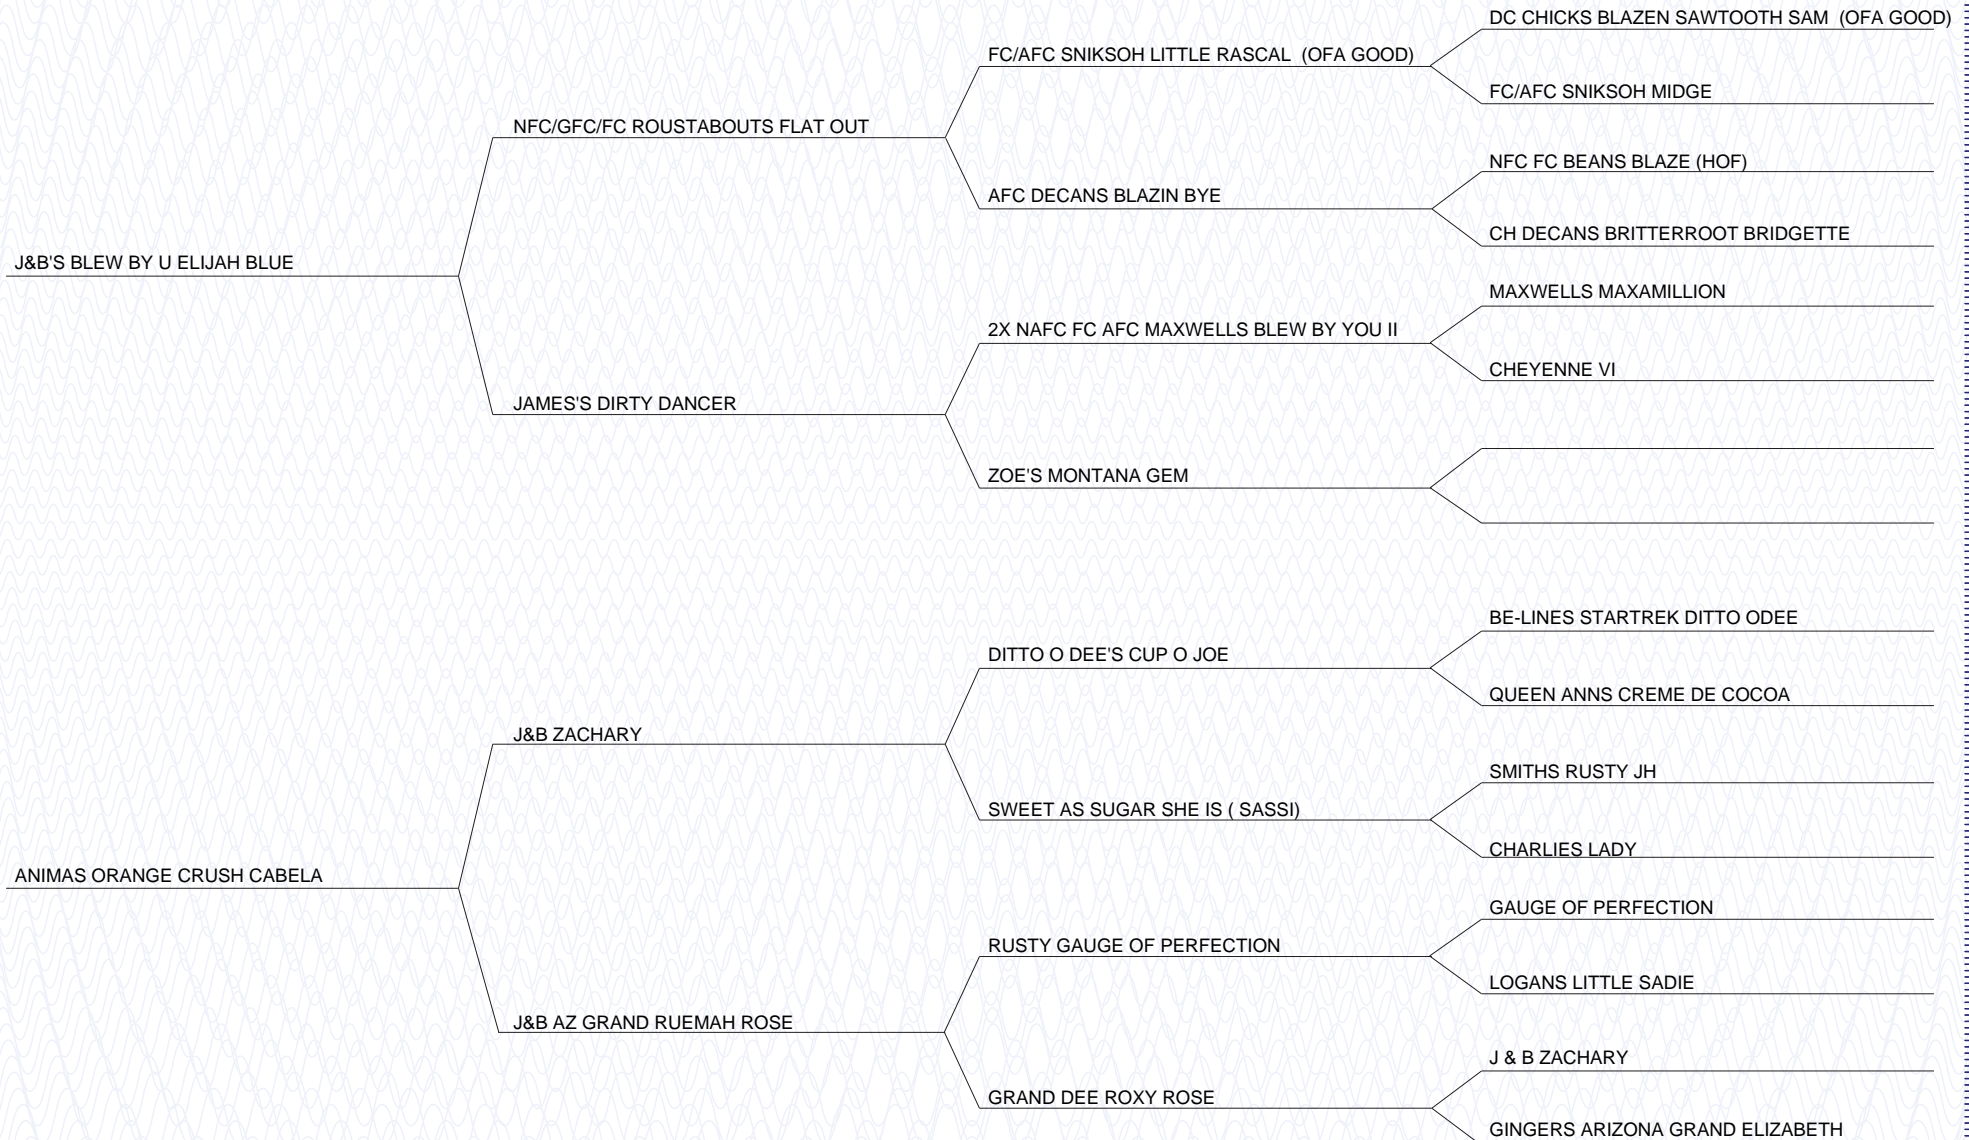 DC CHICKS BLAZEN SAWTOOTH SAM (OFA GOOD)
FC/AFC SNIKSOH LITTLE RASCAL (OFA GOOD)
FC/AFC SNIKSOH MIDGE
NFC/GFC/FC ROUSTABOUTS FLAT OUT
NFC FC BEANS BLAZE (HOF)
AFC DECANS BLAZIN BYE
CH DECANS BRITTERROOT BRIDGETTE
J&B'S BLEW BY U ELIJAH BLUE
MAXWELLS MAXAMILLION
2X NAFC FC AFC MAXWELLS BLEW BY YOU II
CHEYENNE VI
JAMES'S DIRTY DANCER
ZOE'S MONTANA GEM
BE-LINES STARTREK DITTO ODEE
DITTO O DEE'S CUP O JOE
QUEEN ANNS CREME DE COCOA
J&B ZACHARY
SMITHS RUSTY JH
SWEET AS SUGAR SHE IS ( SASSI)
CHARLIES LADY
ANIMAS ORANGE CRUSH CABELA
GAUGE OF PERFECTION
RUSTY GAUGE OF PERFECTION
LOGANS LITTLE SADIE
J&B AZ GRAND RUEMAH ROSE
J & B ZACHARY
GRAND DEE ROXY ROSE
GINGERS ARIZONA GRAND ELIZABETH